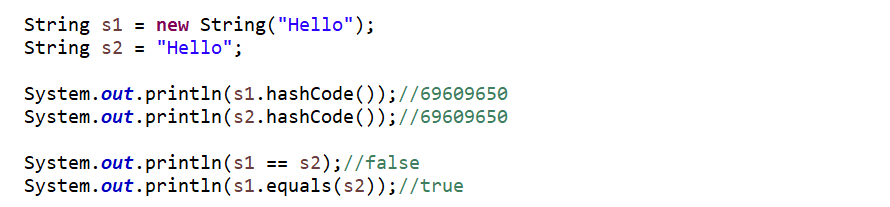 String s1 = new String("Hello");
String s2 = "Hello";
System.out.println(s1.hashCode());//69609650
System.out.println(s2.hashCode());//69609650
System.out.println(s1 == s2);//false
System.out.println(s1.equals(s2));//true